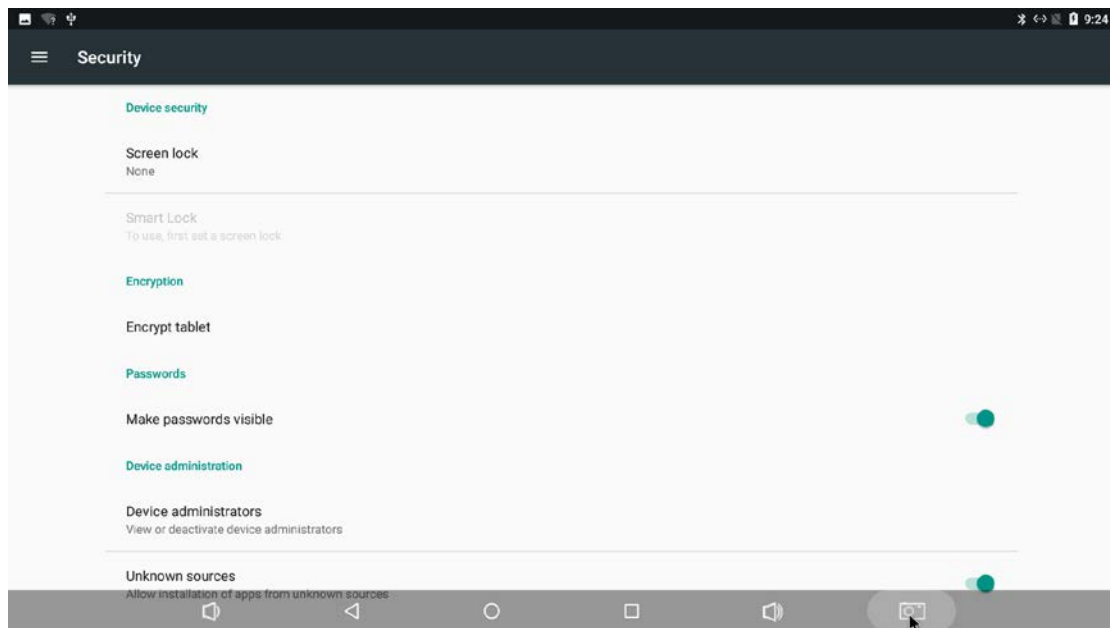 9:24
Security
Device security
Screen lock
None
Smart Lock
To use, first set a screen lock
Encryption
Encrypt tablet
Passwords
Make passwords visible
Device administration
Device administrators
View or deactivate device administrators
Unknown sources
Allow installation of apps from unknown sources